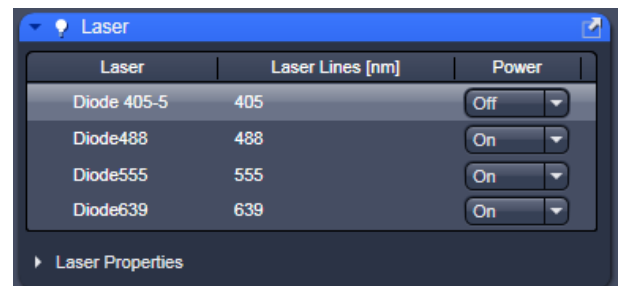 Laser
Laser Laser Lines [nm] Power
Diode 405-5 405 Off
Diode488 488 On
Diode555 555 On
Diode639 639 On
Laser Properties